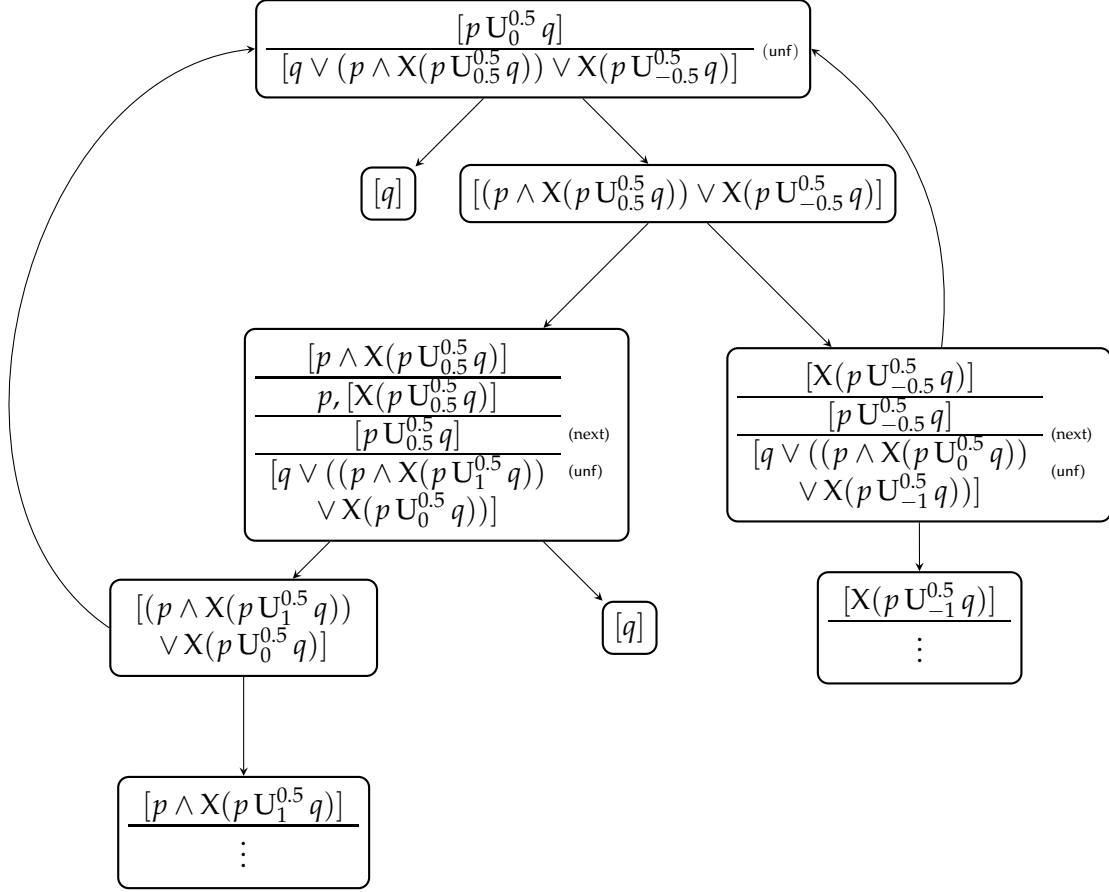 [p U_0^{0.5} q]
[q ∨ (p ∧ X(p U_{0.5}^{0.5} q)) ∨ X(p U_{−0.5}^{0.5} q)] (unf)
[q]
[(p ∧ X(p U_{0.5}^{0.5} q)) ∨ X(p U_{−0.5}^{0.5} q)]
[p ∧ X(p U_{0.5}^{0.5} q)]
p, [X(p U_{0.5}^{0.5} q)]
[p U_{0.5}^{0.5} q] (next)
[q ∨ ((p ∧ X(p U_1^{0.5} q)) (unf)
∨ X(p U_0^{0.5} q))]
[X(p U_{−0.5}^{0.5} q)]
[p U_{−0.5}^{0.5} q] (next)
[q ∨ ((p ∧ X(p U_0^{0.5} q)) (unf)
∨ X(p U_{−1}^{0.5} q))]
[(p ∧ X(p U_1^{0.5} q))
∨ X(p U_0^{0.5} q)]
[q]
[X(p U_{−1}^{0.5} q)]
⋮
[p ∧ X(p U_1^{0.5} q)]
⋮